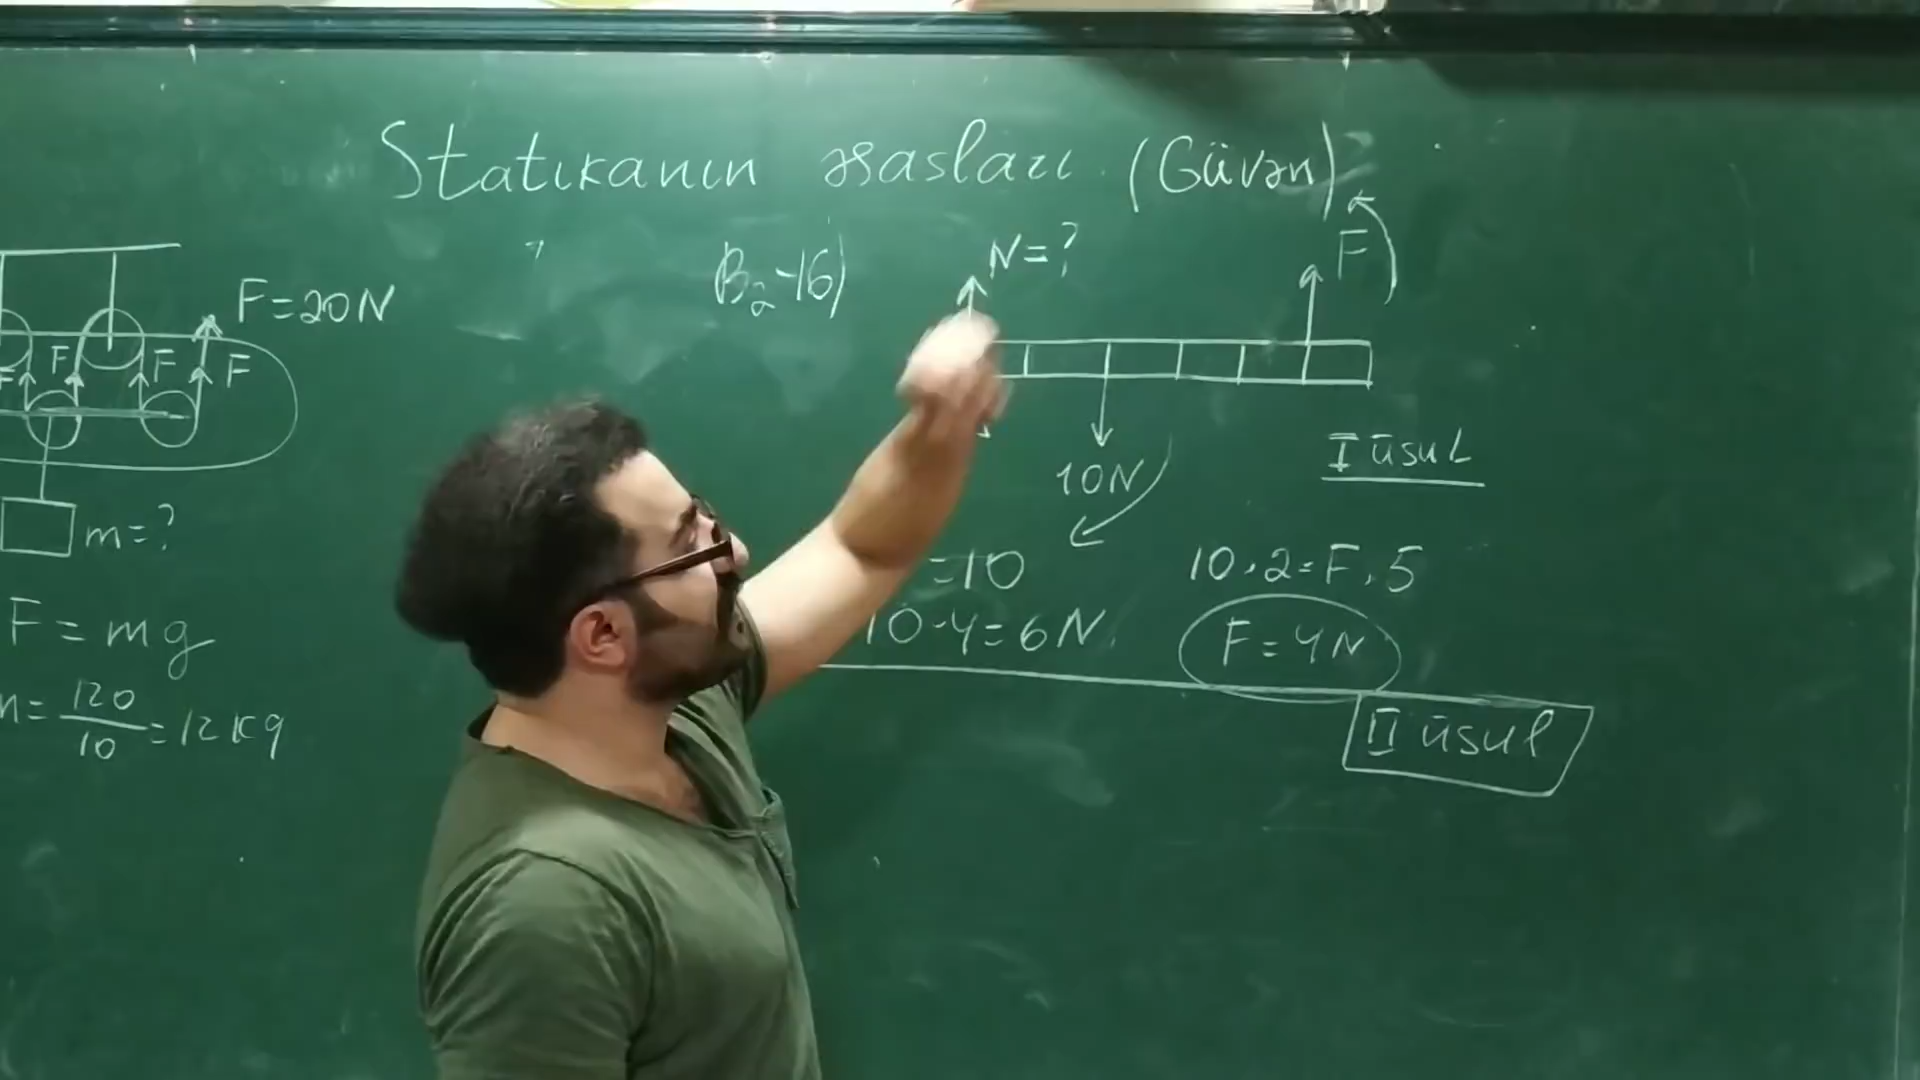 Statikanın əsasları. (Güvən)
F=20N
F
F
F
F
m=?
F=mg
m=120/10=12kg
B₂-16)
N=?
F
10N
I üsul
=10
10·2=F·5
10-4=6N
F=4N
II üsul